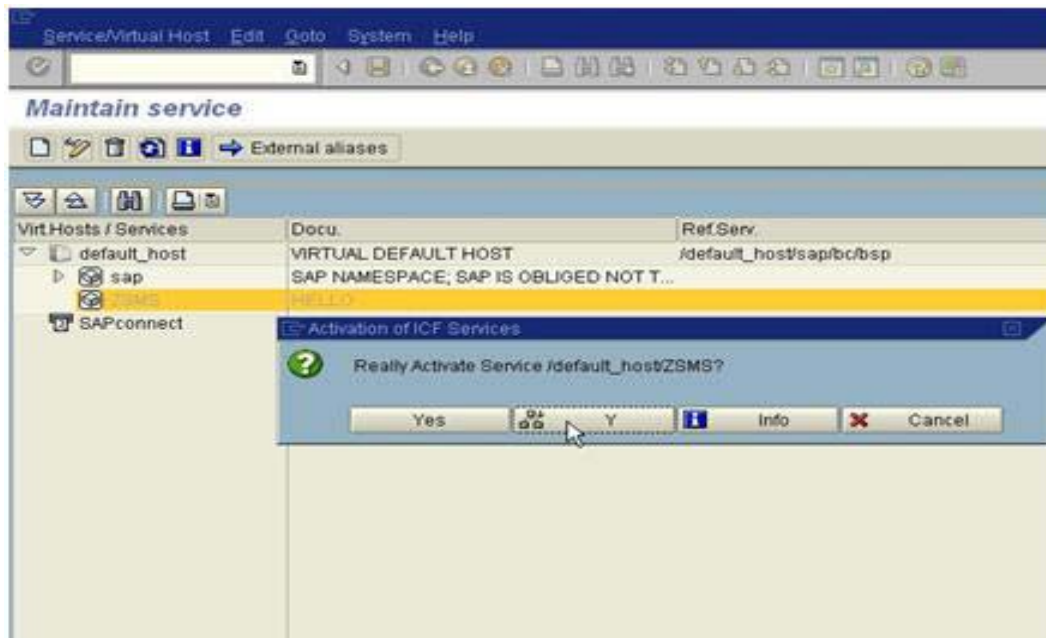 Service/Virtual Host Edit Goto System Help
Maintain service
External aliases
Virt.Hosts / Services Docu. Ref.Serv.
default_host VIRTUAL DEFAULT HOST /default_host/sap/bc/bsp
sap SAP NAMESPACE; SAP IS OBLIGED NOT T...
ZSMS HELLO
SAPconnect
Activation of ICF Services
Really Activate Service /default_host/ZSMS?
Yes Y Info Cancel